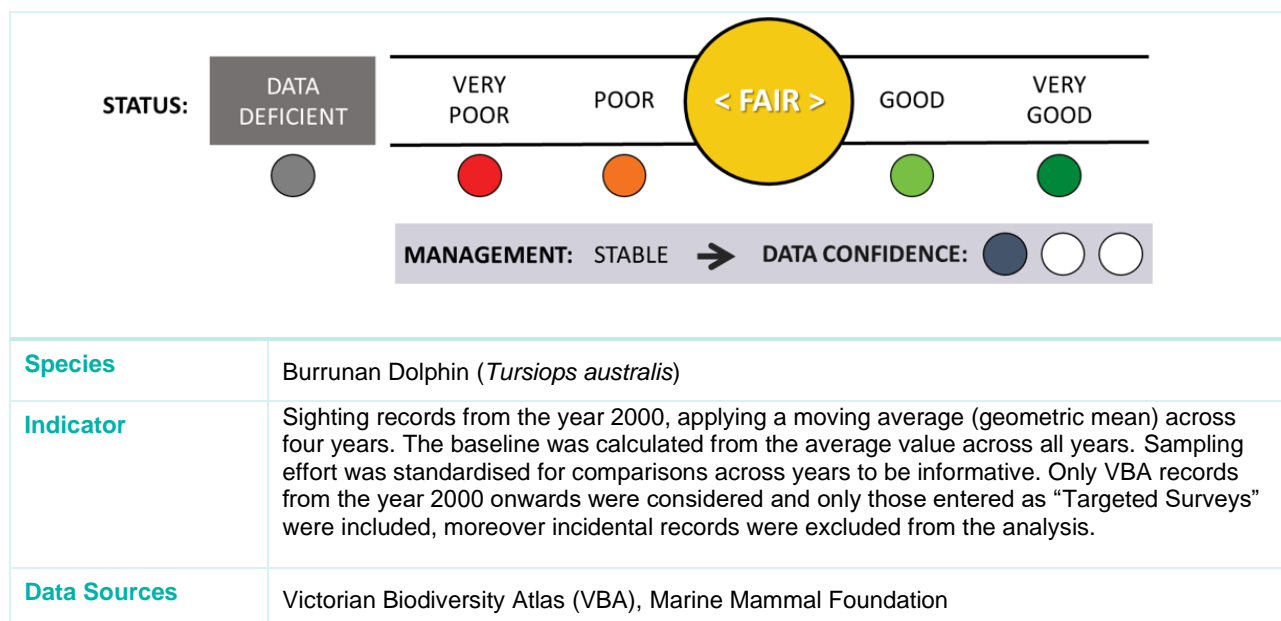 STATUS:
DATA
DEFICIENT
VERY
POOR
POOR
< FAIR >
GOOD
VERY
GOOD
MANAGEMENT: STABLE → DATA CONFIDENCE:
Species
Burrunan Dolphin (Tursiops australis)
Indicator
Sighting records from the year 2000, applying a moving average (geometric mean) across
four years. The baseline was calculated from the average value across all years. Sampling
effort was standardised for comparisons across years to be informative. Only VBA records
from the year 2000 onwards were considered and only those entered as “Targeted Surveys”
were included, moreover incidental records were excluded from the analysis.
Data Sources
Victorian Biodiversity Atlas (VBA), Marine Mammal Foundation